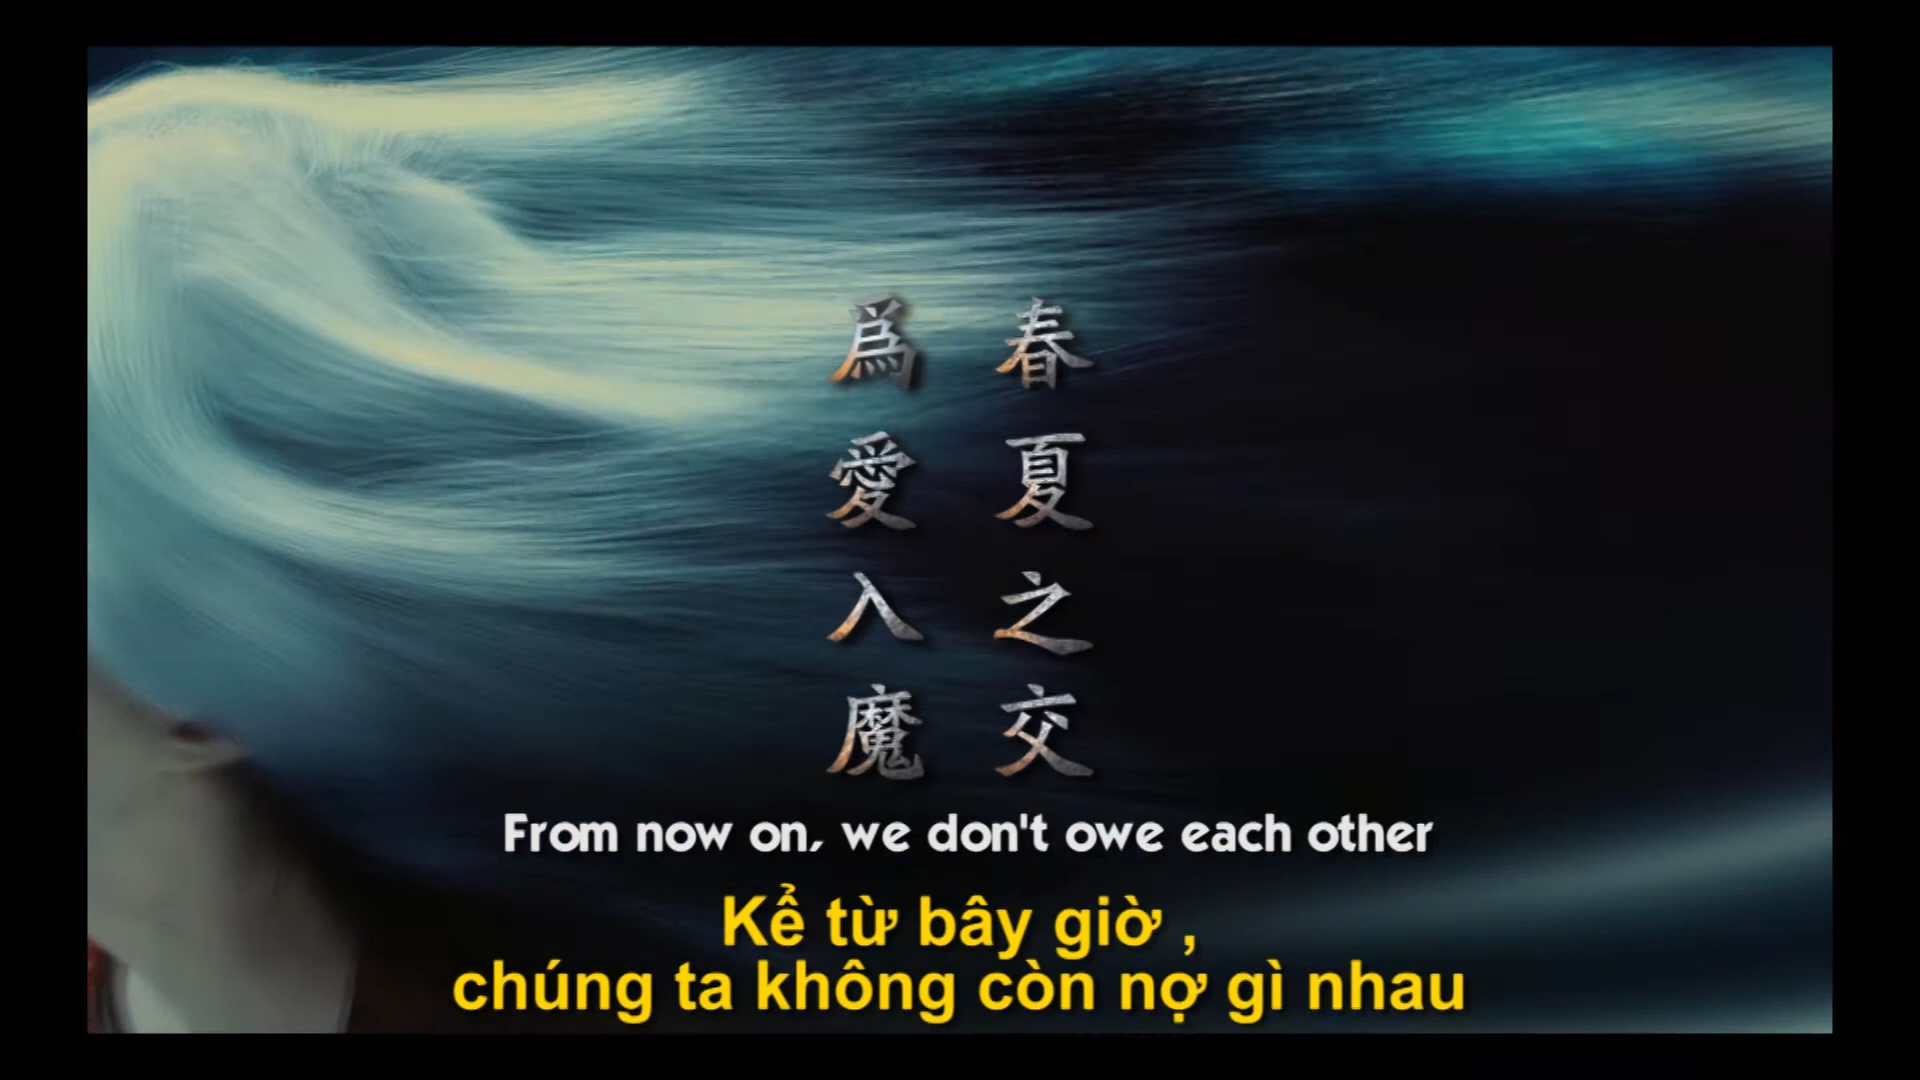 春夏之交
爲愛入魔
From now on, we don't owe each other
Kể từ bây giờ ,
chúng ta không còn nợ gì nhau